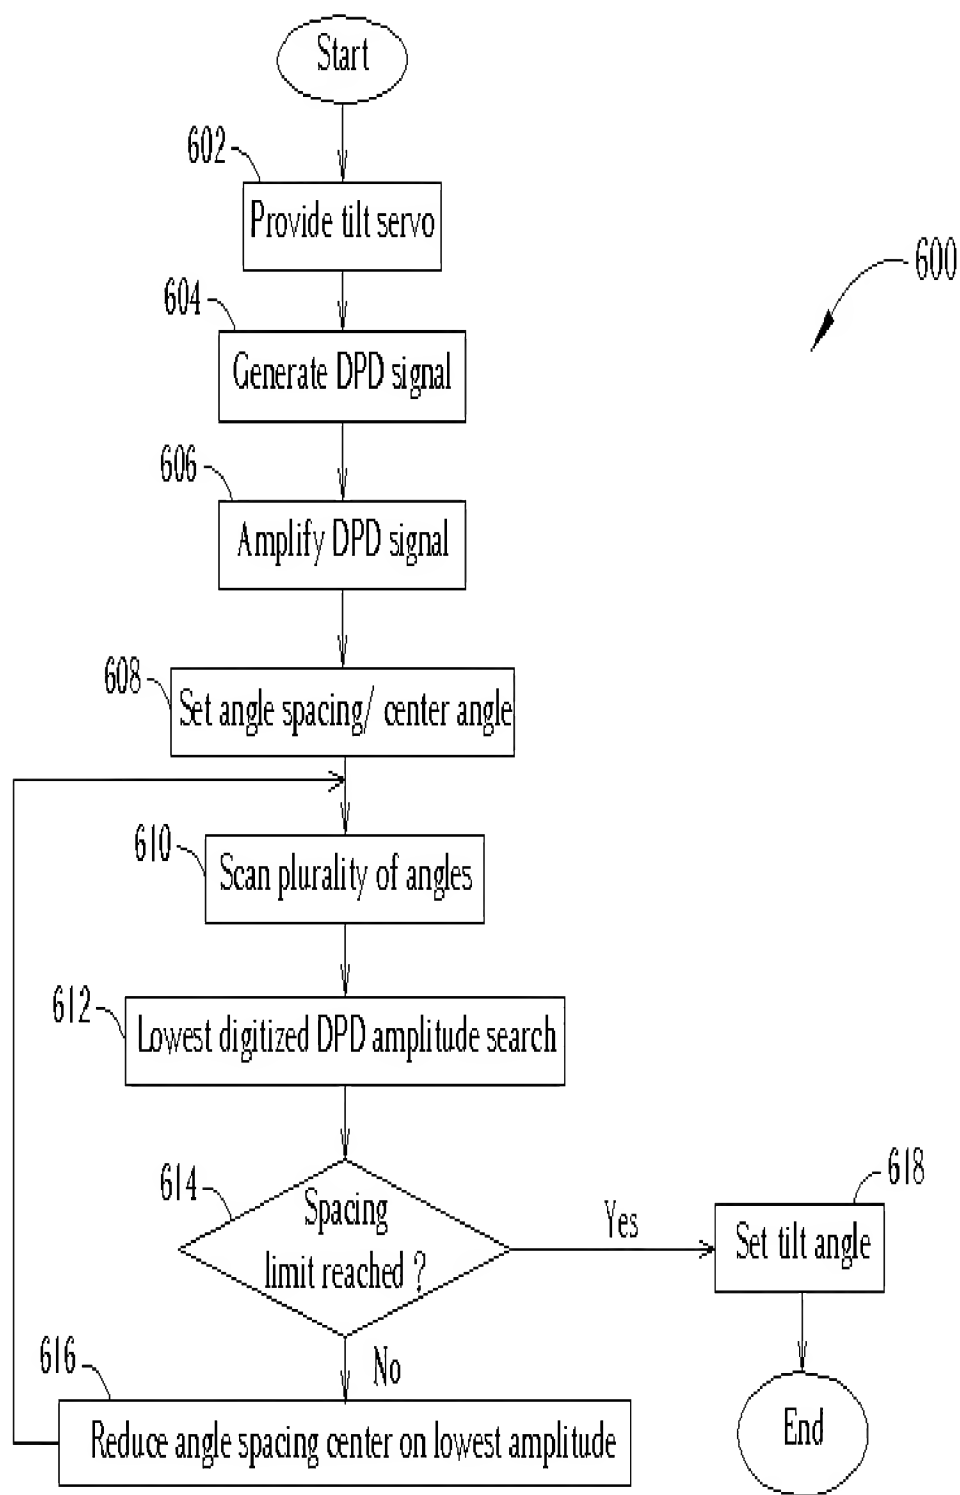 Start
602
Provide tilt servo
600
604
Generate DPD signal
606
Amplify DPD signal
608
Set angle spacing/ center angle
610
Scan plurality of angles
612
Lowest digitized DPD amplitude search
614
Spacing
limit reached ?
Yes
618
Set tilt angle
No
616
Reduce angle spacing center on lowest amplitude
End